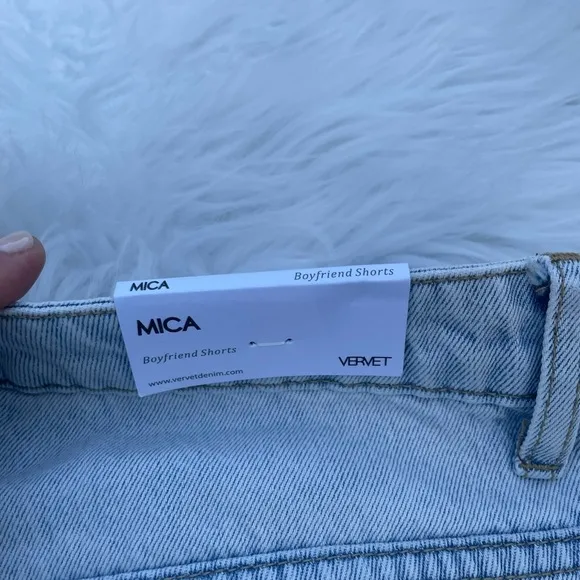 MICA Boyfriend Shorts
MICA
Boyfriend Shorts
VERVET
www.vervetdenim.com